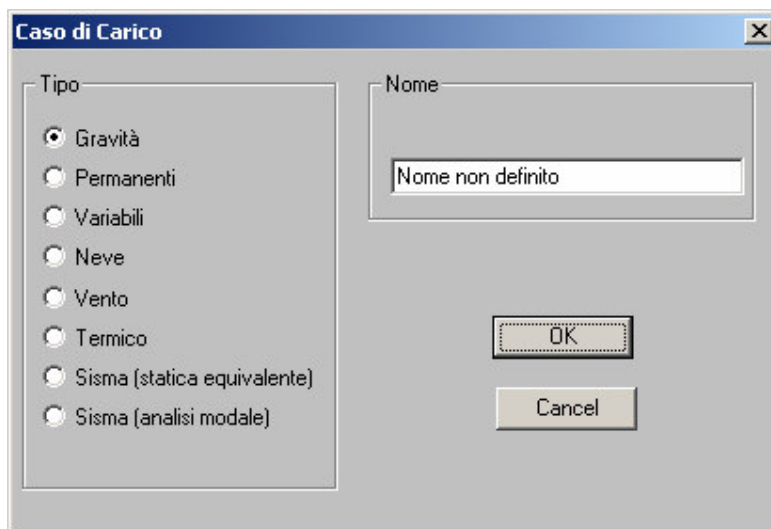 Caso di Carico
Tipo
Gravità
Permanenti
Variabili
Neve
Vento
Termico
Sisma (statica equivalente)
Sisma (analisi modale)
Nome
Nome non definito
OK
Cancel